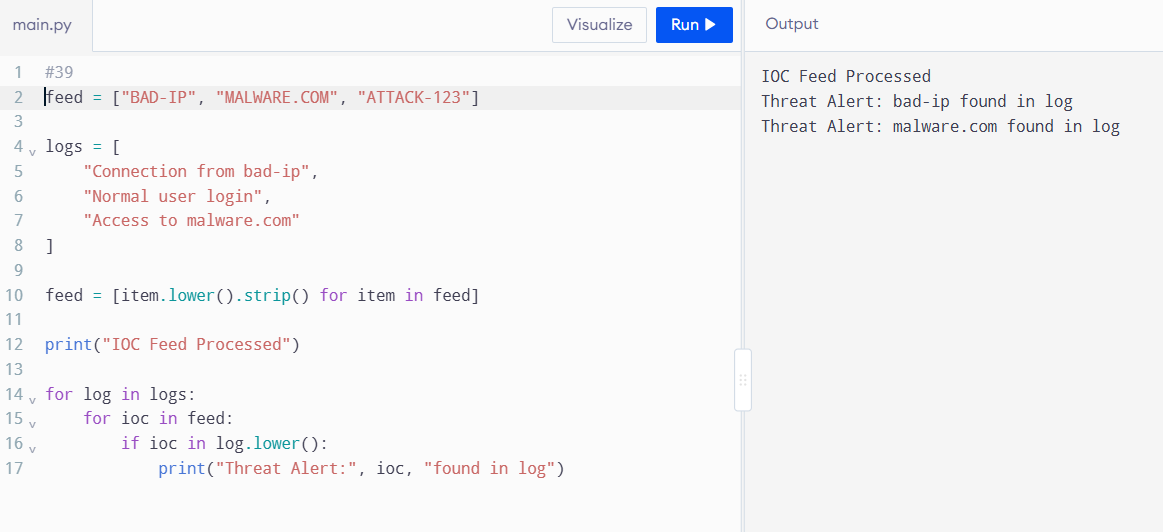 main.py
Visualize
Run
Output
1 #39
2 feed = ["BAD-IP", "MALWARE.COM", "ATTACK-123"]
3
4 logs = [
5     "Connection from bad-ip",
6     "Normal user login",
7     "Access to malware.com"
8 ]
9
10 feed = [item.lower().strip() for item in feed]
11
12 print("IOC Feed Processed")
13
14 for log in logs:
15     for ioc in feed:
16         if ioc in log.lower():
17             print("Threat Alert:", ioc, "found in log")
IOC Feed Processed
Threat Alert: bad-ip found in log
Threat Alert: malware.com found in log